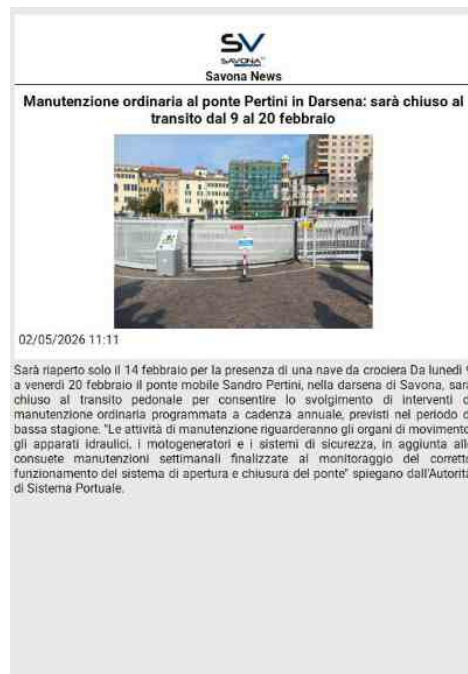 SV
SAVONA
Savona News
Manutenzione ordinaria al ponte Pertini in Darsena: sarà chiuso al
transito dal 9 al 20 febbraio
02/05/2026 11:11
Sarà riaperto solo il 14 febbraio per la presenza di una nave da crociera Da lunedì 9
a venerdì 20 febbraio il ponte mobile Sandro Pertini, nella darsena di Savona, sarà
chiuso al transito pedonale per consentire lo svolgimento di interventi d
manutenzione ordinaria programmata a cadenza annuale, previsti nel periodo d
bassa stagione. "Le attività di manutenzione riguarderanno gli organi di movimento
gli apparati idraulici, i motogeneratori e i sistemi di sicurezza, in aggiunta alle
consuete manutenzioni settimanali finalizzate al monitoraggio del corretto
funzionamento del sistema di apertura e chiusura del ponte" spiegano dall'Autorità
di Sistema Portuale.